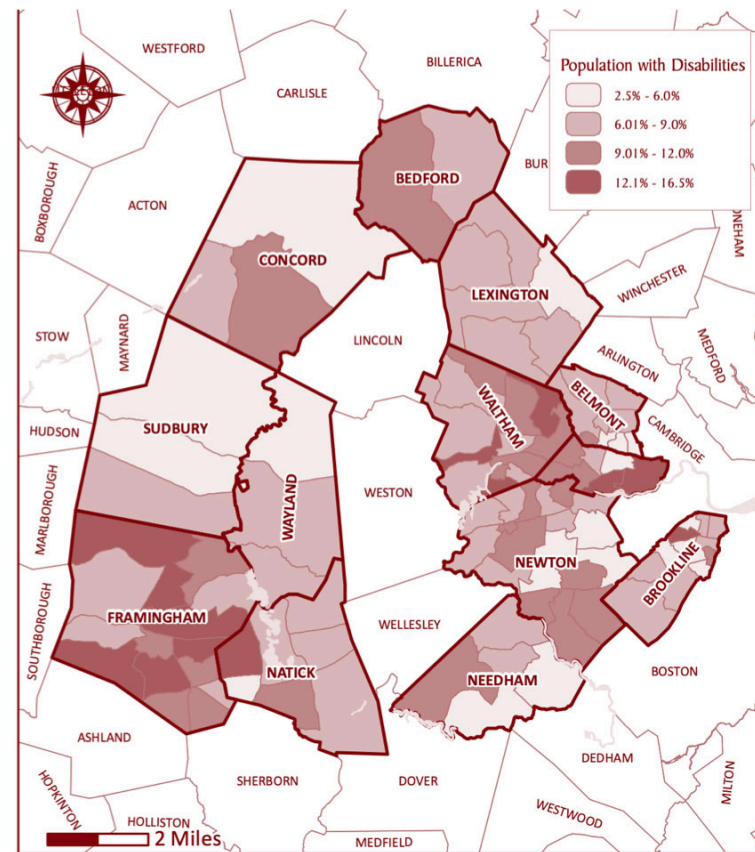 WESTFORD
BILLERICA
CARLISLE
Population with Disabilities
2.5% - 6.0%
6.01% - 9.0%
9.01% - 12.0%
12.1% - 16.5%
BUR
BOXBOROUGH
ACTON
BEDFORD
CONCORD
LEXINGTON
WINCHESTER
STOW
MAYNARD
LINCOLN
ARLINGTON
MEDFORD
HUDSON
SUDBURY
WALTHAM
BELMONT
CAMBRIDGE
MARLBOROUGH
WAYLAND
WESTON
NEWTON
BROOKLINE
SOUTHBOROUGH
FRAMINGHAM
WELLESLEY
NATICK
NEEDHAM
BOSTON
ASHLAND
DEDHAM
SHERBORN
DOVER
MILTON
HOPKINTON
HOLLISTON
WESTWOOD
2 Miles
MEDFIELD